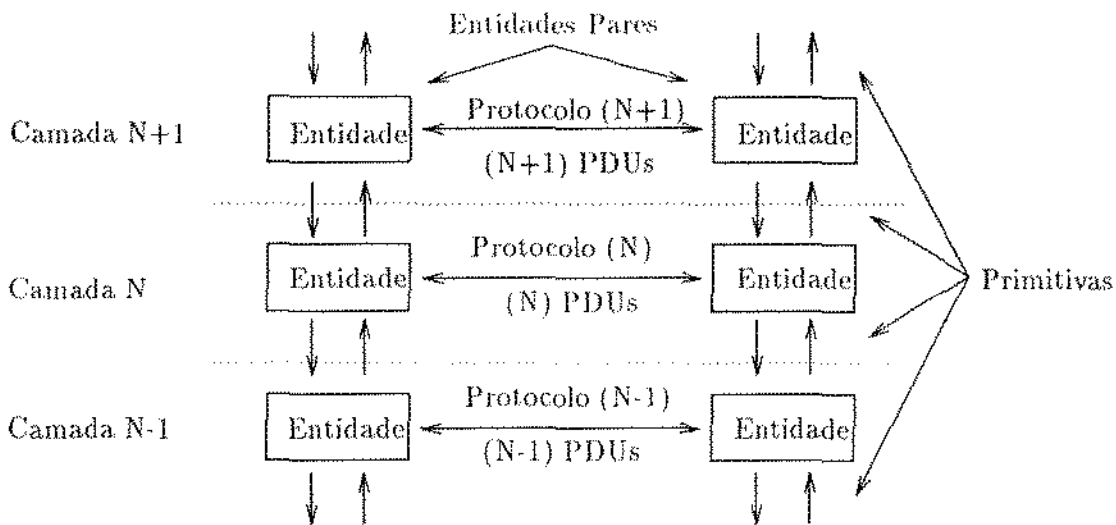 Entidades Pares
Camada N+1
Entidade
Protocolo (N+1)
(N+1) PDUs
Entidade
Camada N
Entidade
Protocolo (N)
(N) PDUs
Entidade
Primitivas
Camada N-1
Entidade
Protocolo (N-1)
(N-1) PDUs
Entidade